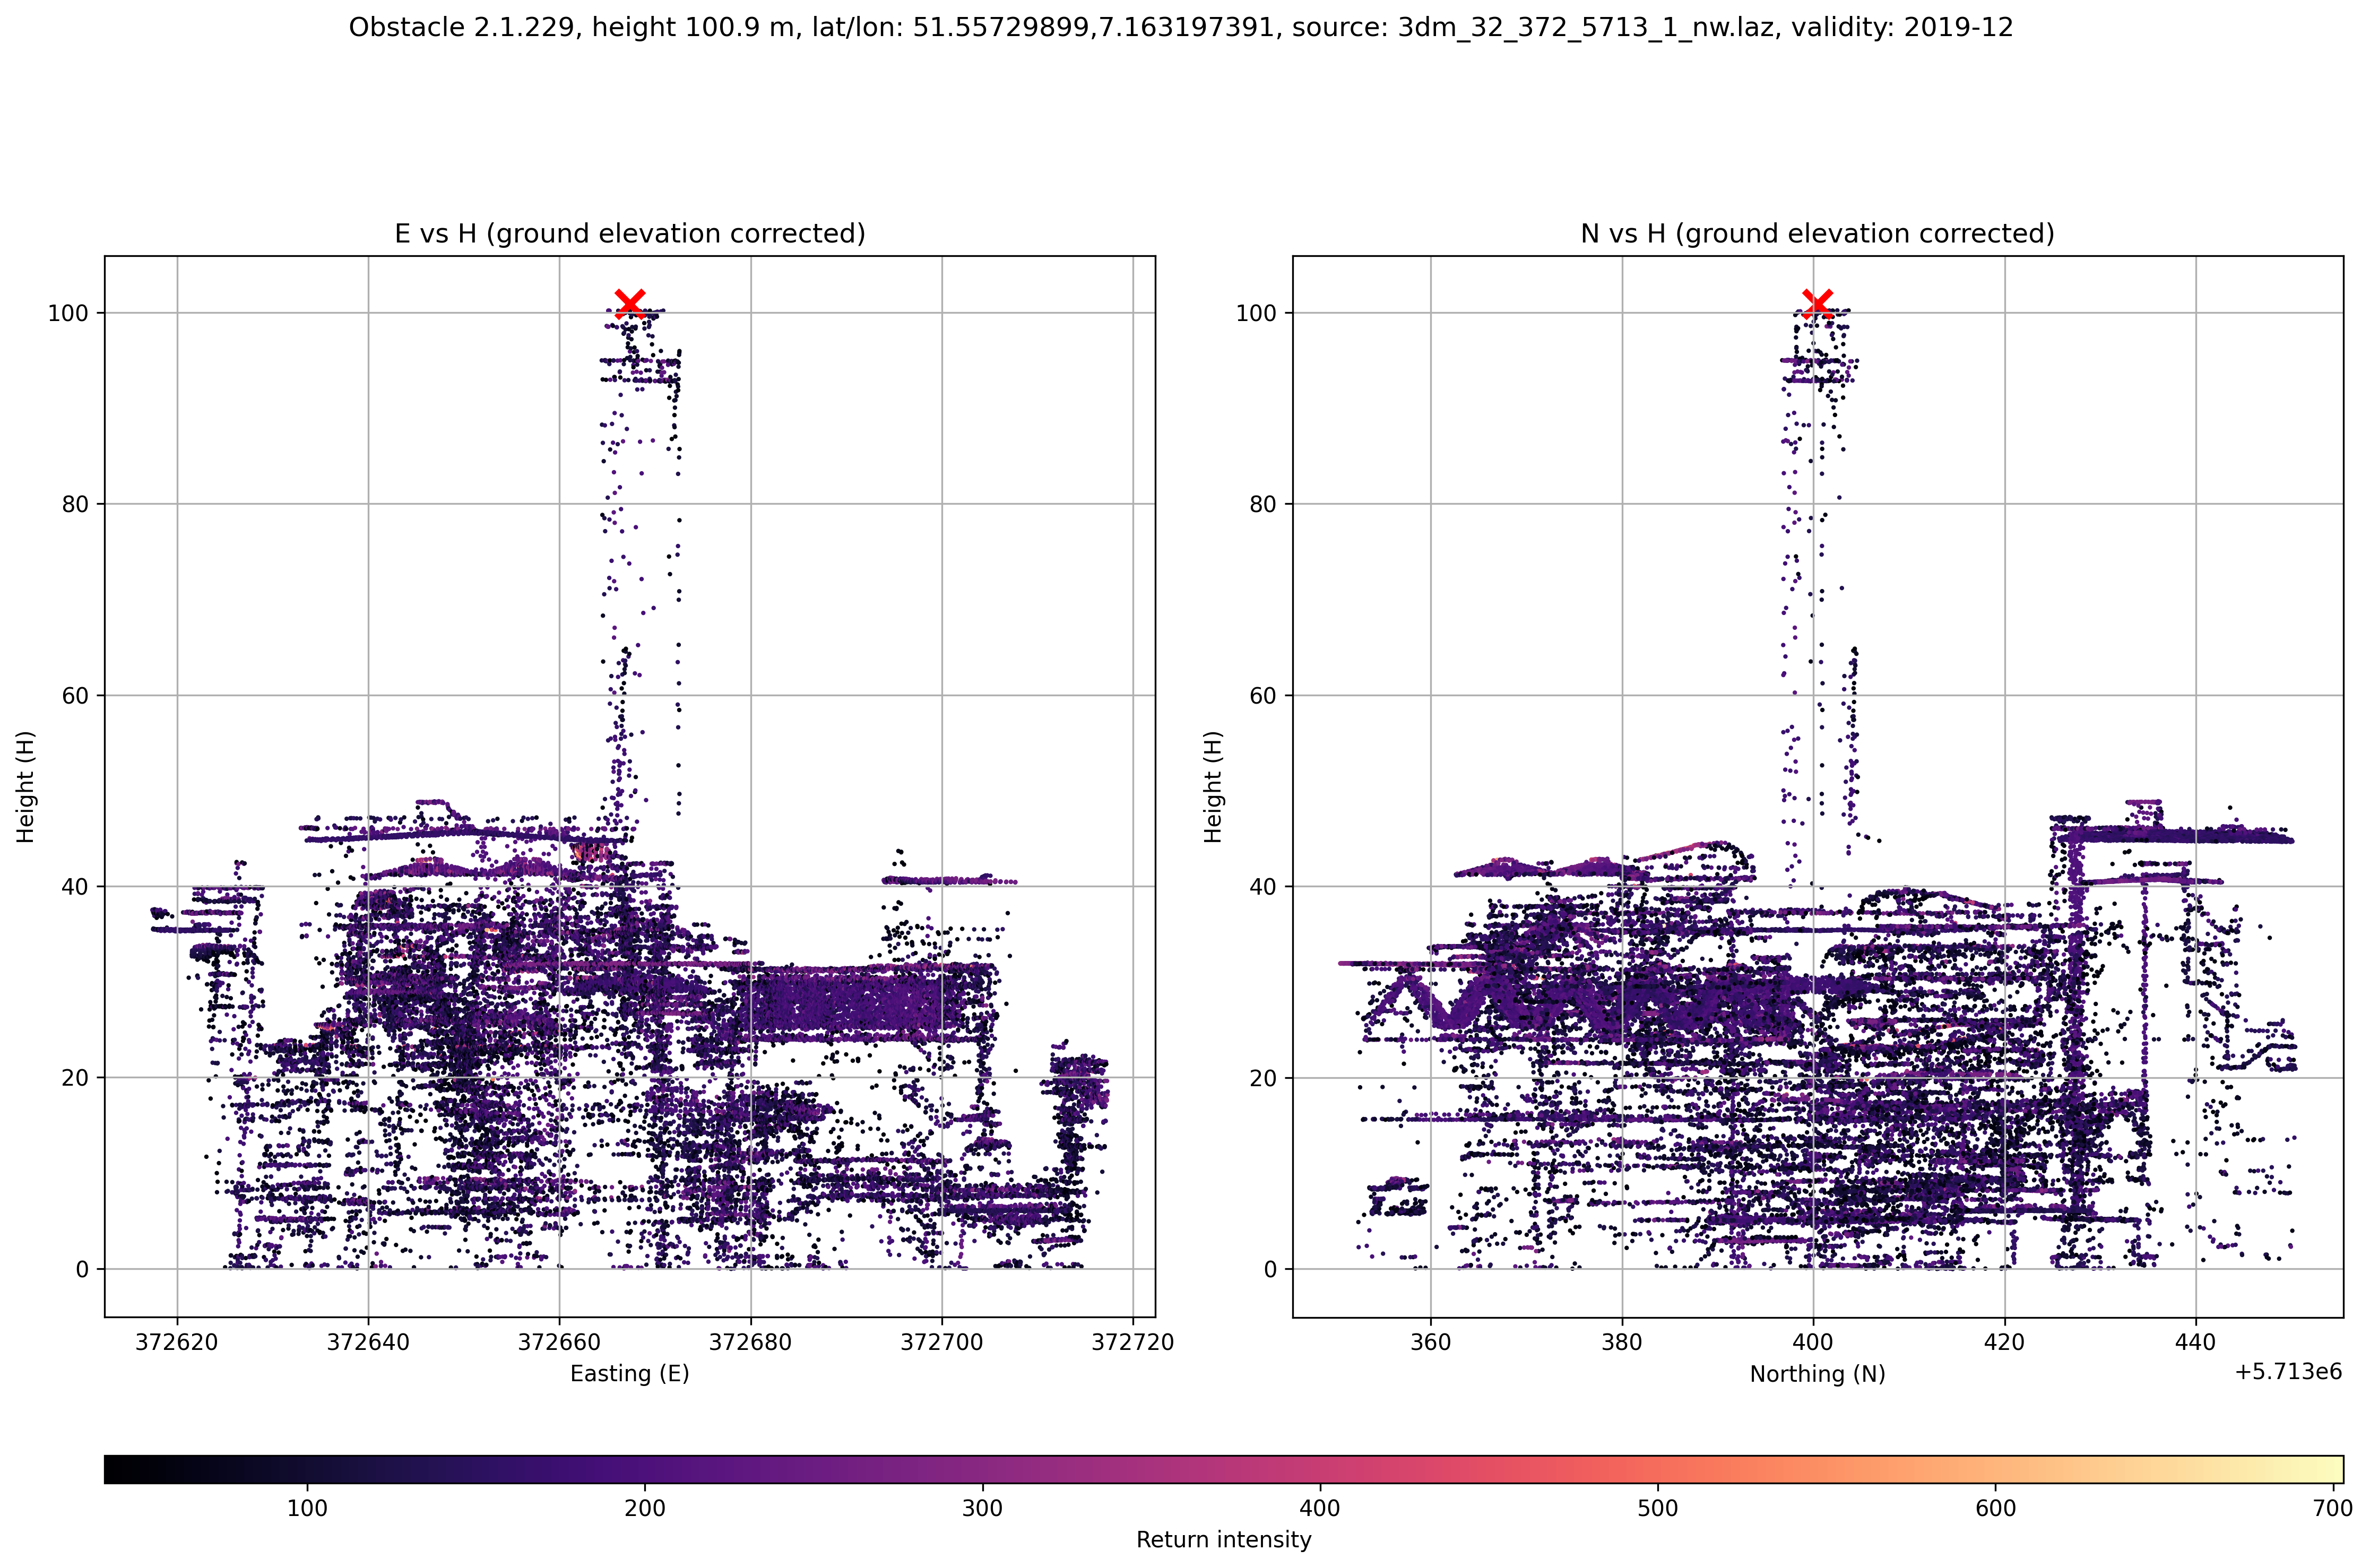 Obstacle 2.1.229, height 100.9 m, lat/lon: 51.55729899,7.163197391, source: 3dm_32_372_5713_1_nw.laz, validity: 2019-12
E vs H (ground elevation corrected)
100
80
60
40
20
0
Height (H)
372620 372640 372660 372680 372700 372720
Easting (E)
N vs H (ground elevation corrected)
100
80
60
40
20
0
Height (H)
360 380 400 420 440
+5.713e6
Northing (N)
100 200 300 400 500 600 700
Return intensity